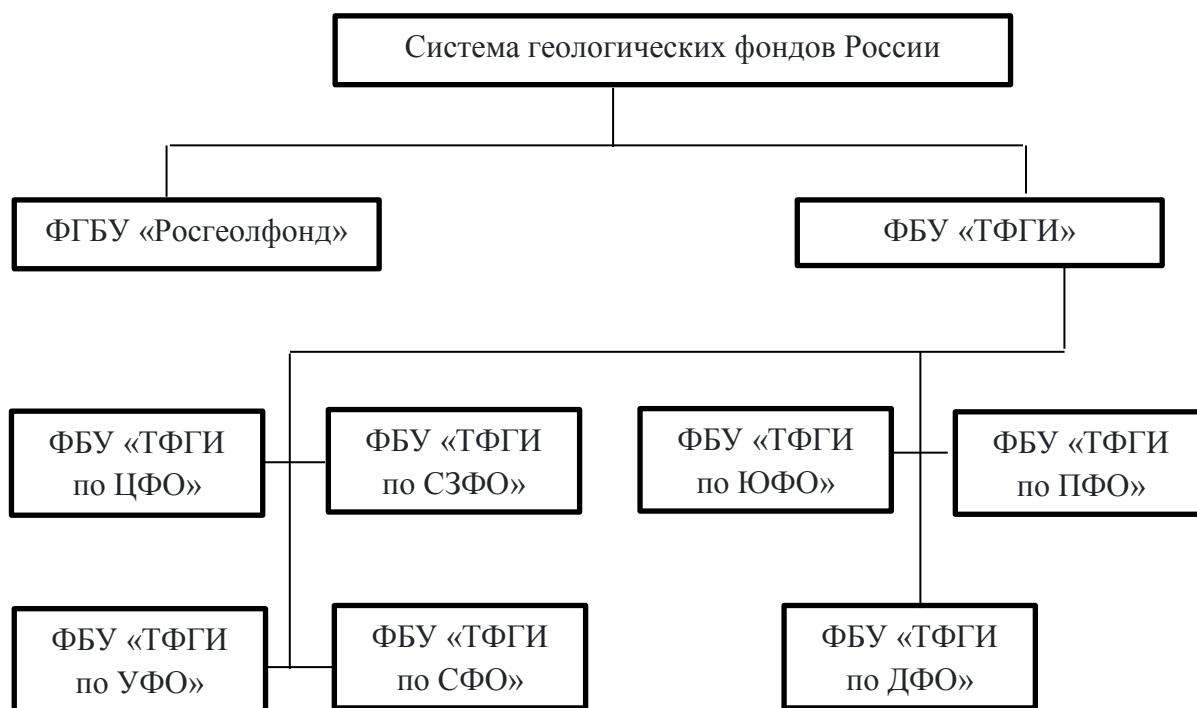 Система геологических фондов России
ФГБУ «Росгеолфонд»
ФБУ «ТФГИ»
ФБУ «ТФГИ
по ЦФО»
ФБУ «ТФГИ
по СЗФО»
ФБУ «ТФГИ
по ЮФО»
ФБУ «ТФГИ
по ПФО»
ФБУ «ТФГИ
по УФО»
ФБУ «ТФГИ
по СФО»
ФБУ «ТФГИ
по ДФО»